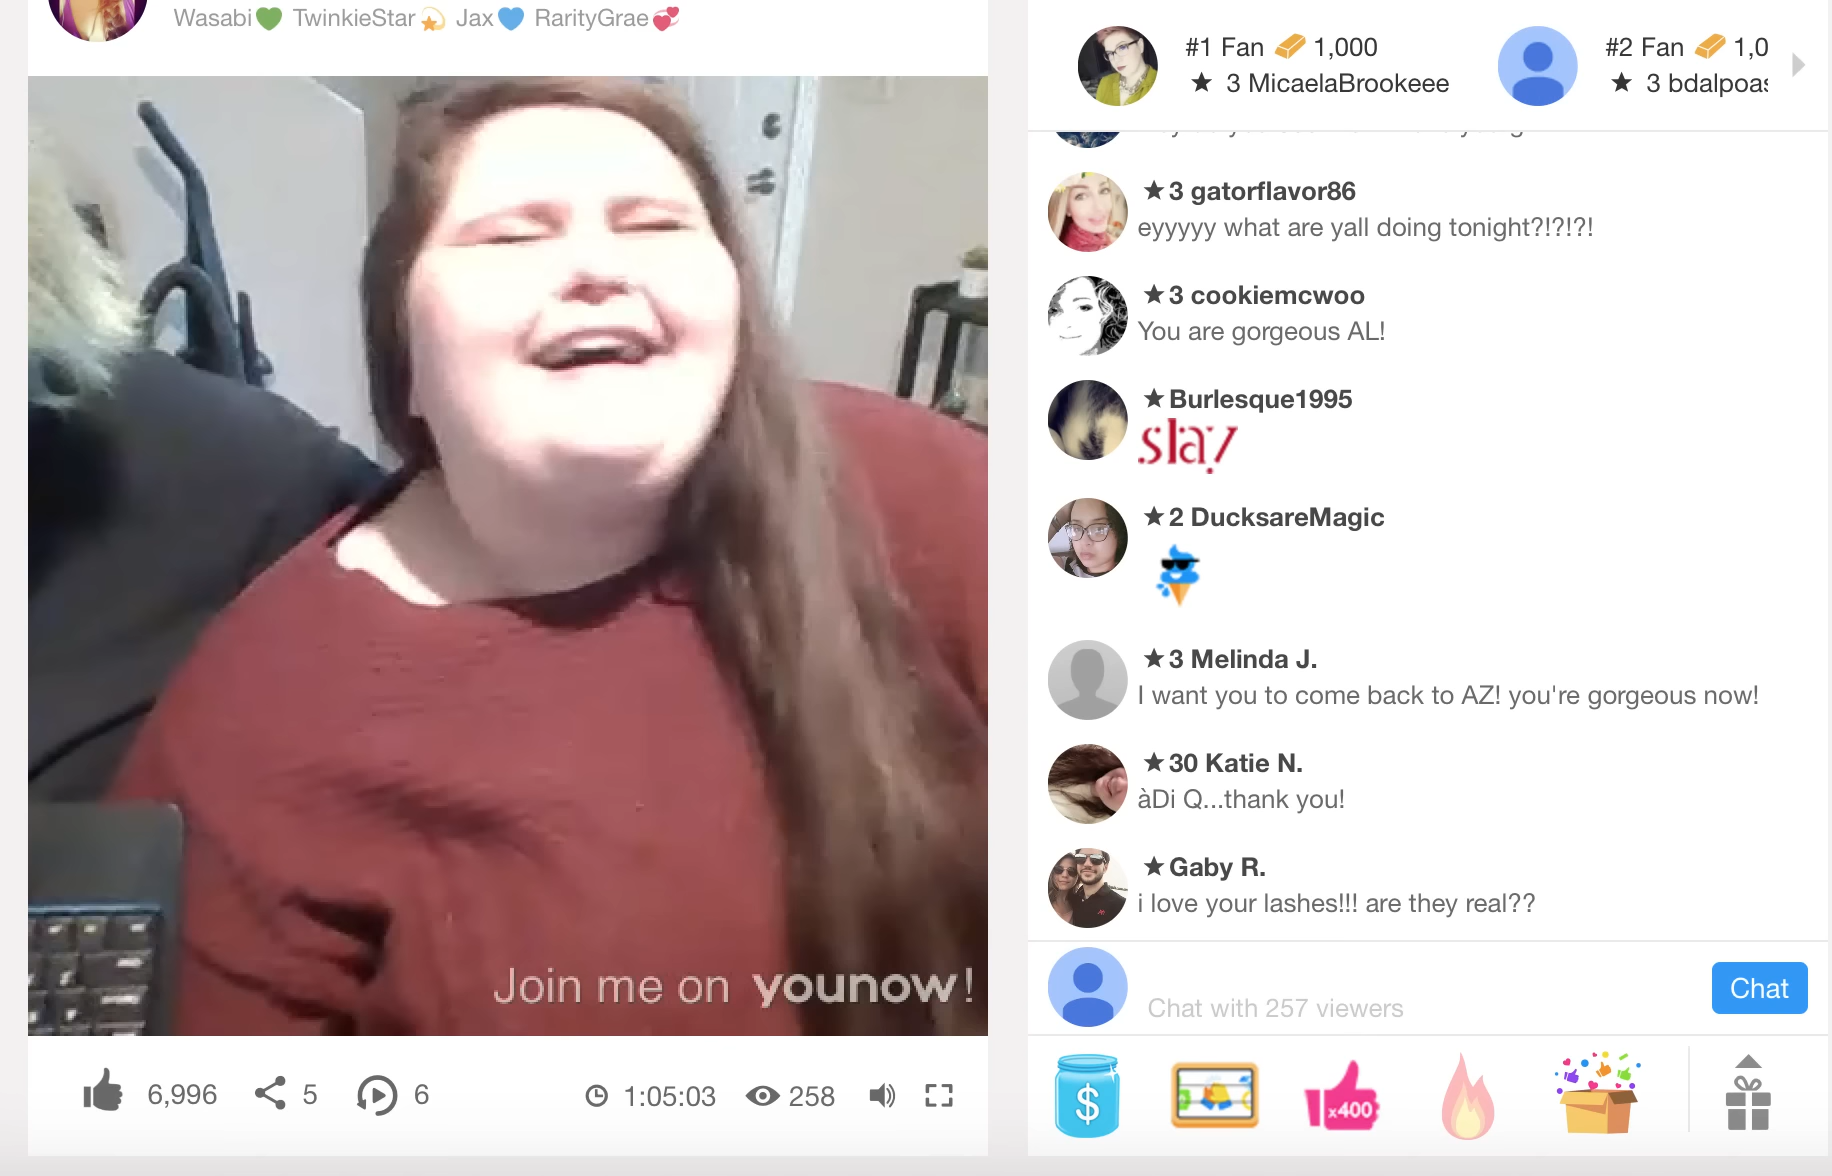 Wasabi💚 TwinkieStar💫 Jax💙 RarityGrae💞
#1 Fan 1,000
★ 3 MicaelaBrookeee
#2 Fan 1,0
★ 3 bdalpoas
★3 gatorflavor86
eyyyyy what are yall doing tonight?!?!?!
★3 cookiemcwoo
You are gorgeous AL!
★Burlesque1995
slay
★2 DucksareMagic
★3 Melinda J.
I want you to come back to AZ! you're gorgeous now!
★30 Katie N.
àDi Q...thank you!
★Gaby R.
i love your lashes!!! are they real??
Join me on younow!
Chat with 257 viewers
Chat
6,996 5 6 1:05:03 258
$ x400